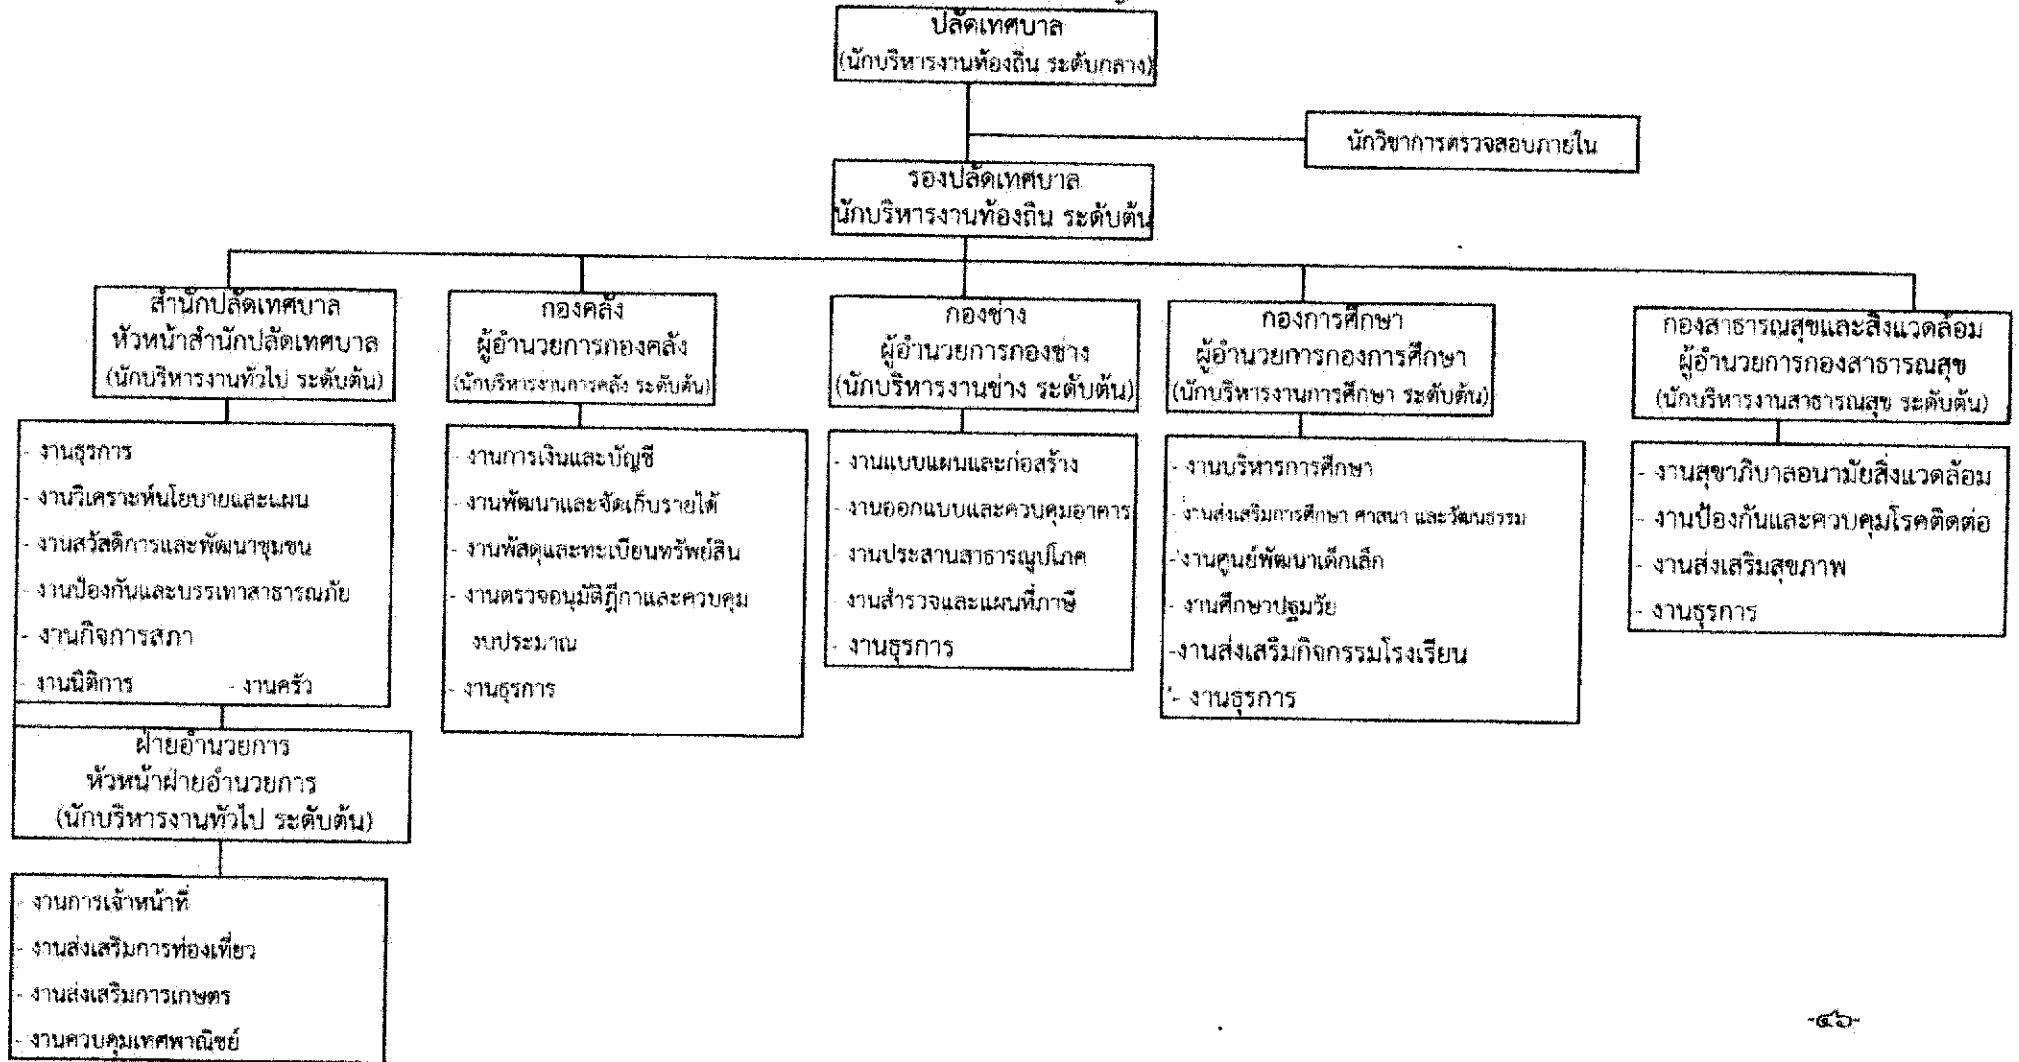 ปลัดเทศบาล
(นักบริหารงานท้องถิ่น ระดับกลาง)
นักวิชาการตรวจสอบภายใน
รองปลัดเทศบาล
นักบริหารงานท้องถิ่น ระดับต้น
สำนักปลัดเทศบาล
หัวหน้าสำนักปลัดเทศบาล
(นักบริหารงานทั่วไป ระดับต้น)
- งานธุรการ
- งานวิเคราะห์นโยบายและแผน
- งานสวัสดิการและพัฒนาชุมชน
- งานป้องกันและบรรเทาสาธารณภัย
- งานกิจการสภา
- งานนิติการ - งานครัว
ฝ่ายอำนวยการ
หัวหน้าฝ่ายอำนวยการ
(นักบริหารงานทั่วไป ระดับต้น)
- งานการเจ้าหน้าที่
- งานส่งเสริมการท่องเที่ยว
- งานส่งเสริมการเกษตร
- งานควบคุมเทศพาณิชย์
กองคลัง
ผู้อำนวยการกองคลัง
(นักบริหารงานการคลัง ระดับต้น)
- งานการเงินและบัญชี
- งานพัฒนาและจัดเก็บรายได้
- งานพัสดุและทะเบียนทรัพย์สิน
- งานตรวจอนุมัติฎีกาและควบคุม
งบประมาณ
- งานธุรการ
กองช่าง
ผู้อำนวยการกองช่าง
(นักบริหารงานช่าง ระดับต้น)
- งานแบบแผนและก่อสร้าง
- งานออกแบบและควบคุมอาคาร
- งานประสานสาธารณูปโภค
- งานสำรวจและแผนที่ภาษี
- งานธุรการ
กองการศึกษา
ผู้อำนวยการกองการศึกษา
(นักบริหารงานการศึกษา ระดับต้น)
- งานบริหารการศึกษา
- งานส่งเสริมการศึกษา ศาสนา และวัฒนธรรม
- งานศูนย์พัฒนาเด็กเล็ก
- งานศึกษาปฐมวัย
-งานส่งเสริมกิจกรรมโรงเรียน
- งานธุรการ
กองสาธารณสุขและสิ่งแวดล้อม
ผู้อำนวยการกองสาธารณสุข
(นักบริหารงานสาธารณสุข ระดับต้น)
- งานสุขาภิบาลอนามัยสิ่งแวดล้อม
- งานป้องกันและควบคุมโรคติดต่อ
- งานส่งเสริมสุขภาพ
- งานธุรการ
-๔๖-